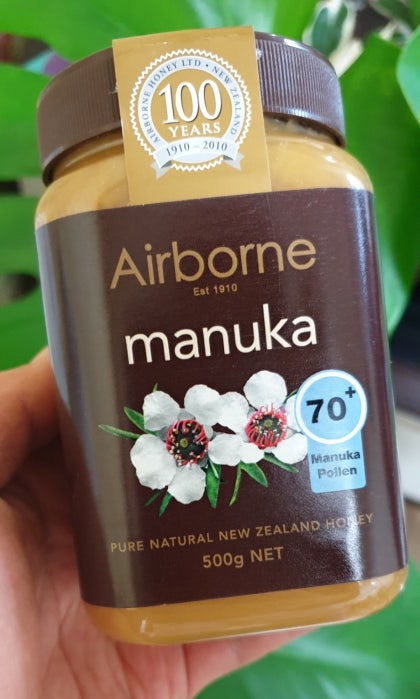 AIRBORNE HONEY LTD • NEW ZEALAND
100
YEARS
1910 - 2010
Airborne
Est 1910
manuka
70+
Manuka
Pollen
PURE NATURAL NEW ZEALAND HONEY
500g NET